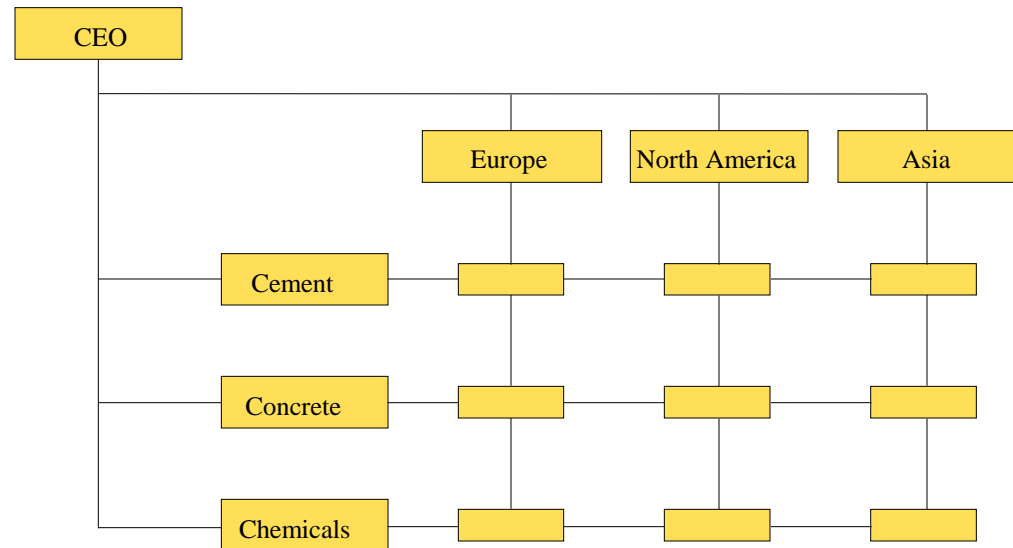 CEO
Europe
North America
Asia
Cement
Concrete
Chemicals